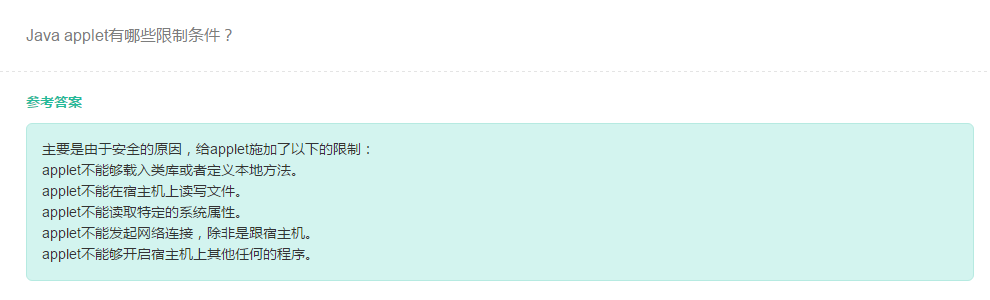 Java applet有哪些限制条件？
参考答案
主要是由于安全的原因，给applet施加了以下的限制：
applet不能够载入类库或者定义本地方法。
applet不能在宿主机上读写文件。
applet不能读取特定的系统属性。
applet不能发起网络连接，除非是跟宿主机。
applet不能够开启宿主机上其他任何的程序。